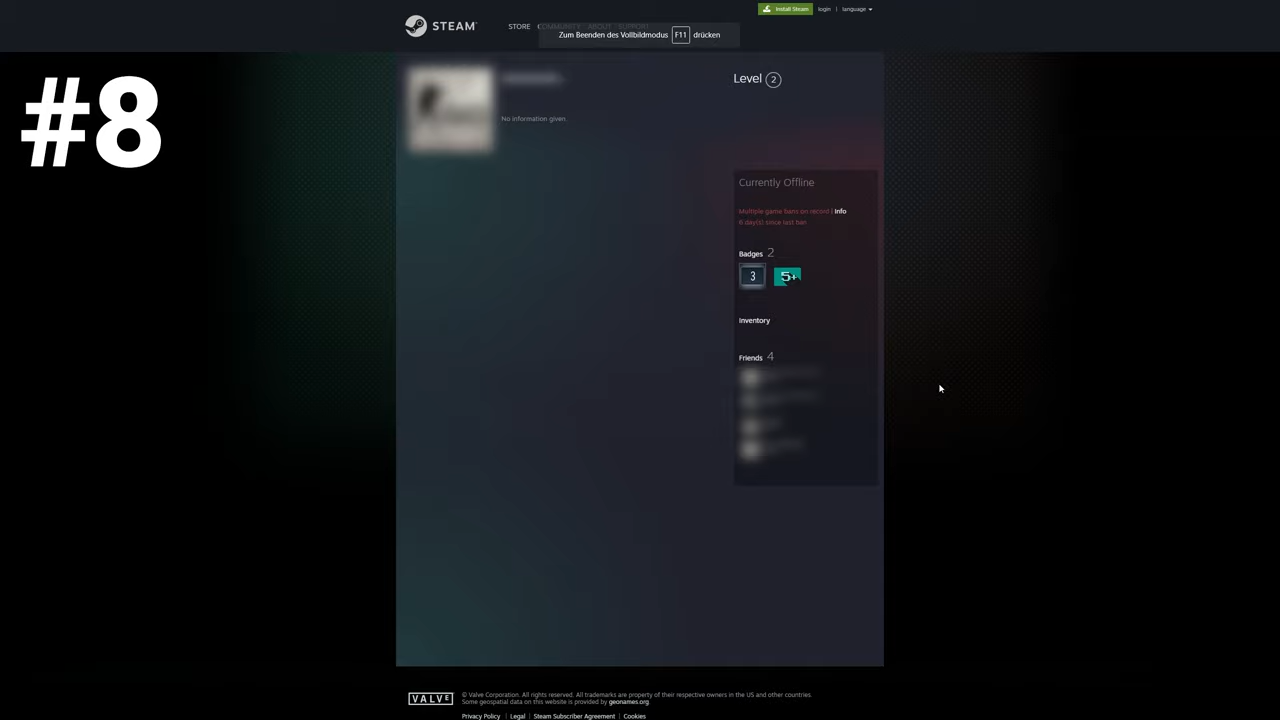 #8
STEAM
STORE COMMUNITY ABOUT SUPPORT
Install Steam login | language
Zum Beenden des Vollbildmodus F11 drücken
No information given.
Level 2
Currently Offline
Multiple game bans on record | Info
6 day(s) since last ban
Badges 2
3 5+
Inventory
Friends 4
VALVE
© Valve Corporation. All rights reserved. All trademarks are property of their respective owners in the US and other countries.
Some geospatial data on this website is provided by geonames.org.
Privacy Policy | Legal | Steam Subscriber Agreement | Cookies